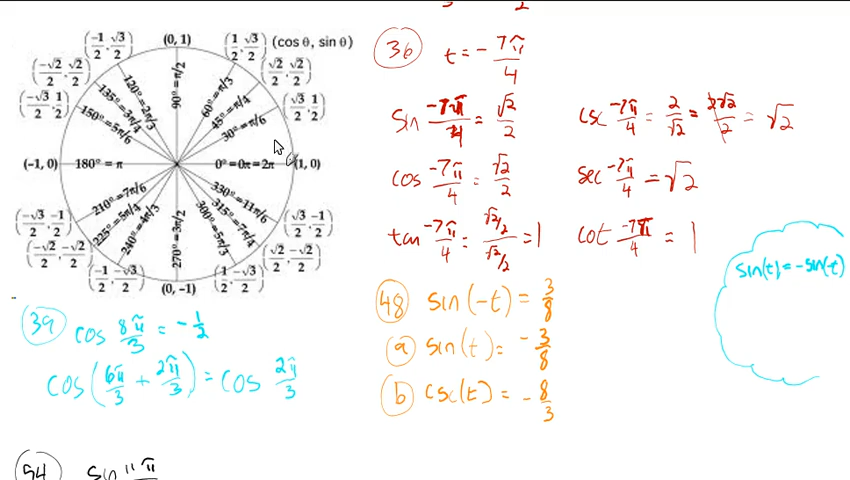 (0, 1)
(cos θ, sin θ)
(-1/2, √3/2)
(1/2, √3/2)
(-√2/2, √2/2)
(√2/2, √2/2)
(-√3/2, 1/2)
(√3/2, 1/2)
120°=2π/3
90°=π/2
60°=π/3
135°=3π/4
45°=π/4
150°=5π/6
30°=π/6
(-1, 0)
180°=π
0°=0π=2π
(1, 0)
210°=7π/6
330°=11π/6
225°=5π/4
315°=7π/4
240°=4π/3
270°=3π/2
300°=5π/3
(-√3/2, -1/2)
(√3/2, -1/2)
(-√2/2, -√2/2)
(√2/2, -√2/2)
(-1/2, -√3/2)
(1/2, -√3/2)
(0, -1)
36 t = -7π/4
sin -7π/4 = √2/2
csc -7π/4 = 2/√2 = 2√2/2 = √2
cos -7π/4 = √2/2
sec -7π/4 = √2
tan -7π/4 = √2/2 / √2/2 = 1
cot -7π/4 = 1
sin(t) = -sin(t)
39 cos 8π/3 = -1/2
cos(6π/3 + 2π/3) = cos 2π/3
48 sin(-t) = 3/8
a sin(t) = -3/8
b csc(t) = -8/3
54 sin 11π